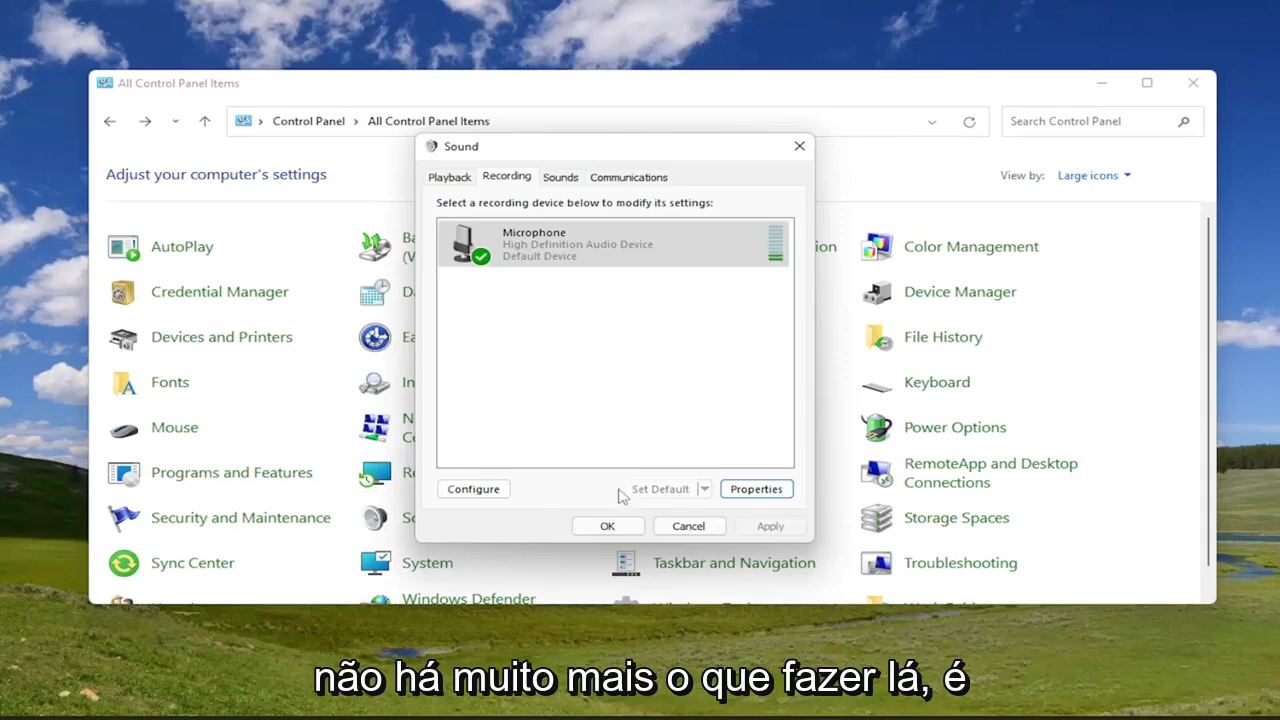 All Control Panel Items
Control Panel > All Control Panel Items
Search Control Panel
Adjust your computer's settings
View by: Large icons
Sound
Playback Recording Sounds Communications
Select a recording device below to modify its settings:
Microphone
High Definition Audio Device
Default Device
Configure Set Default Properties
OK Cancel Apply
AutoPlay
Color Management
Credential Manager
Device Manager
Devices and Printers
File History
Fonts
Keyboard
Mouse
Power Options
Programs and Features
RemoteApp and Desktop
Connections
Security and Maintenance
Storage Spaces
Sync Center
System
Taskbar and Navigation
Troubleshooting
Windows Defender
não há muito mais o que fazer lá, é